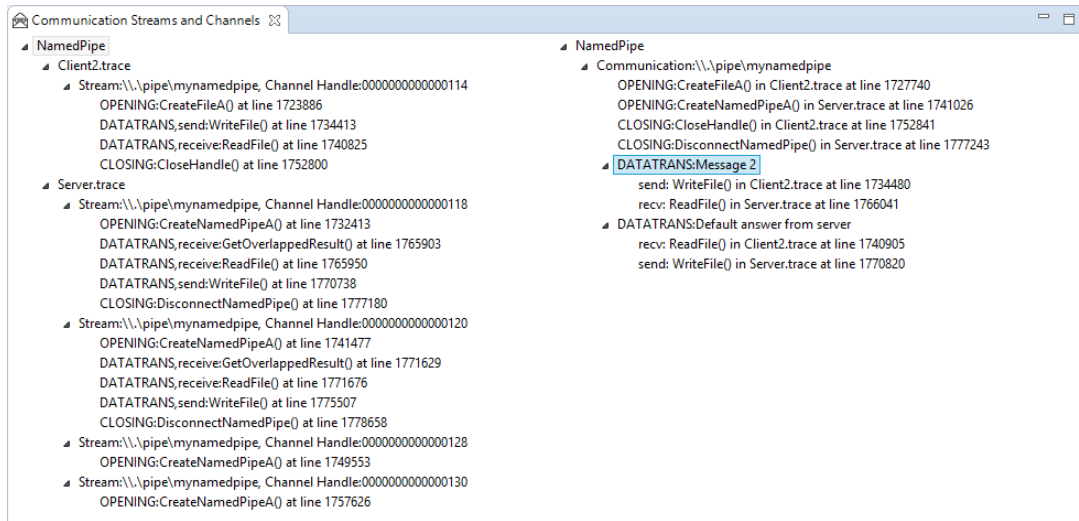 Communication Streams and Channels
NamedPipe
Client2.trace
Stream:\\.\pipe\mynamedpipe, Channel Handle:0000000000000114
OPENING:CreateFileA() at line 1723886
DATATRANS,send:WriteFile() at line 1734413
DATATRANS,receive:ReadFile() at line 1740825
CLOSING:CloseHandle() at line 1752800
Server.trace
Stream:\\.\pipe\mynamedpipe, Channel Handle:0000000000000118
OPENING:CreateNamedPipeA() at line 1732413
DATATRANS,receive:GetOverlappedResult() at line 1765903
DATATRANS,receive:ReadFile() at line 1765950
DATATRANS,send:WriteFile() at line 1770738
CLOSING:DisconnectNamedPipe() at line 1777180
Stream:\\.\pipe\mynamedpipe, Channel Handle:0000000000000120
OPENING:CreateNamedPipeA() at line 1741477
DATATRANS,receive:GetOverlappedResult() at line 1771629
DATATRANS,receive:ReadFile() at line 1771676
DATATRANS,send:WriteFile() at line 1775507
CLOSING:DisconnectNamedPipe() at line 1778658
Stream:\\.\pipe\mynamedpipe, Channel Handle:0000000000000128
OPENING:CreateNamedPipeA() at line 1749553
Stream:\\.\pipe\mynamedpipe, Channel Handle:0000000000000130
OPENING:CreateNamedPipeA() at line 1757626
NamedPipe
Communication:\\.\pipe\mynamedpipe
OPENING:CreateFileA() in Client2.trace at line 1727740
OPENING:CreateNamedPipeA() in Server.trace at line 1741026
CLOSING:CloseHandle() in Client2.trace at line 1752841
CLOSING:DisconnectNamedPipe() in Server.trace at line 1777243
DATATRANS:Message 2
send: WriteFile() in Client2.trace at line 1734480
recv: ReadFile() in Server.trace at line 1766041
DATATRANS:Default answer from server
recv: ReadFile() in Client2.trace at line 1740905
send: WriteFile() in Server.trace at line 1770820